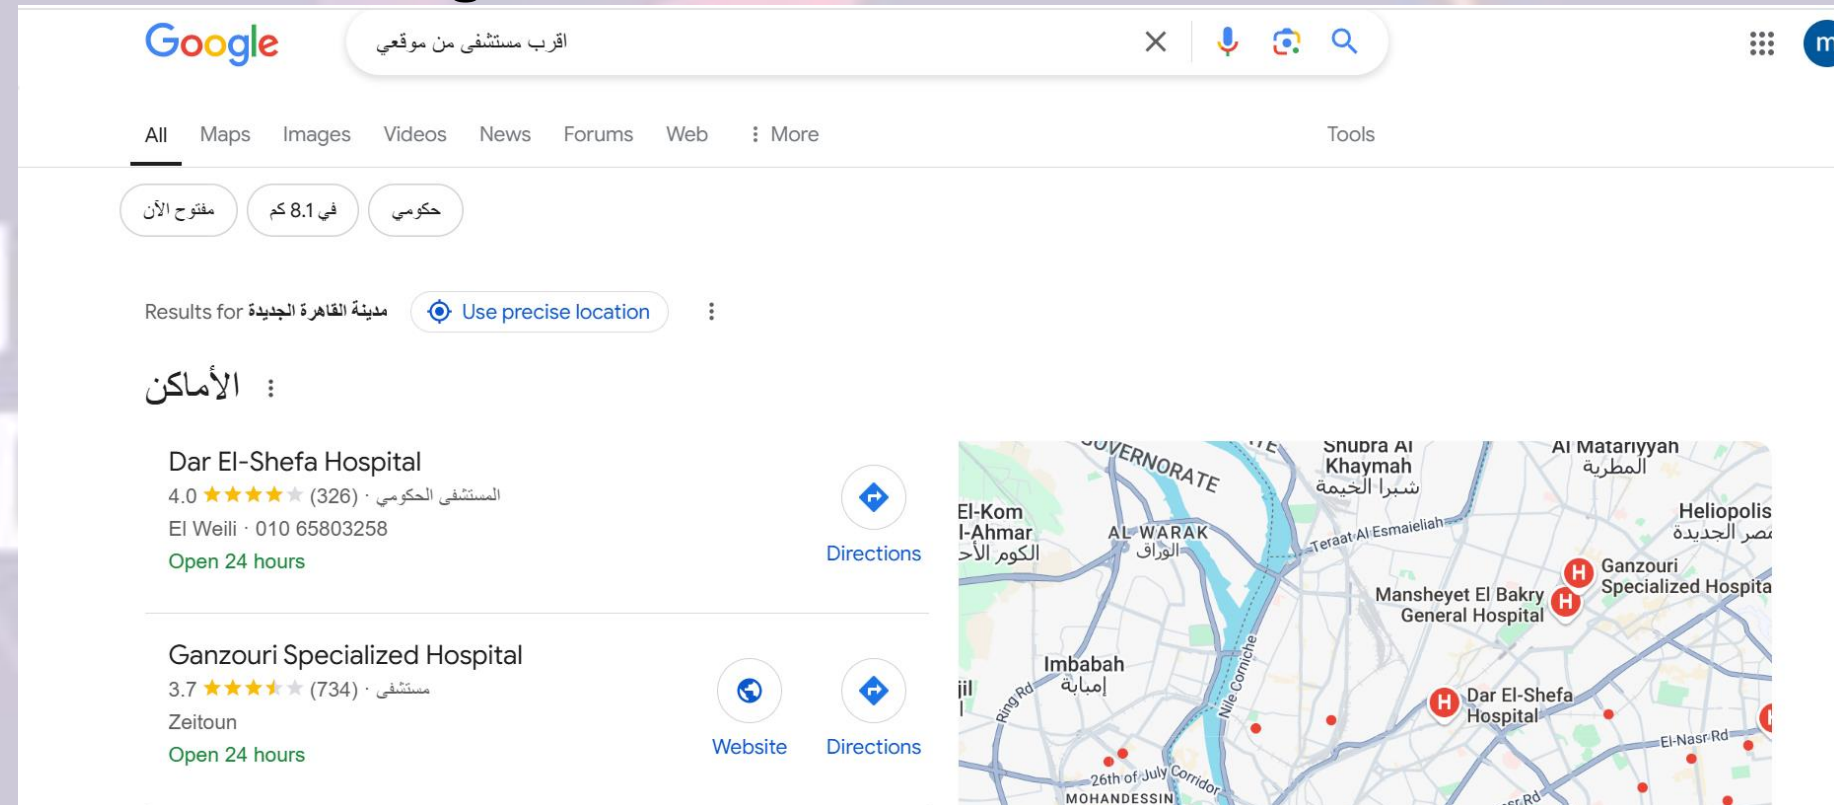 Google
اقرب مستشفى من موقعي
m
All Maps Images Videos News Forums Web More Tools
مفتوح الآن في 8.1 كم حكومي
Results for مدينة القاهرة الجديدة Use precise location
الأماكن
Dar El-Shefa Hospital
4.0 (326) · المستشفى الحكومي
El Weili · 010 65803258
Open 24 hours
Directions
Ganzouri Specialized Hospital
3.7 (734) · مستشفى
Zeitoun
Open 24 hours
Website
Directions
GOVERNORATE
Shubra Al
Khaymah
شبرا الخيمة
Al Matariyyah
المطرية
El-Kom
l-Ahmar
الكوم الأح
AL WARAK
الوراق
Teraat Al Esmaieliah
Heliopolis
مصر الجديدة
H
Ganzouri
Specialized Hospita
Mansheyet El Bakry
General Hospital
H
Imbabah
إمبابة
Ring Rd
Nile Corniche
H
Dar El-Shefa
Hospital
El-Nasr Rd
26th of July Corridor
MOHANDESSIN